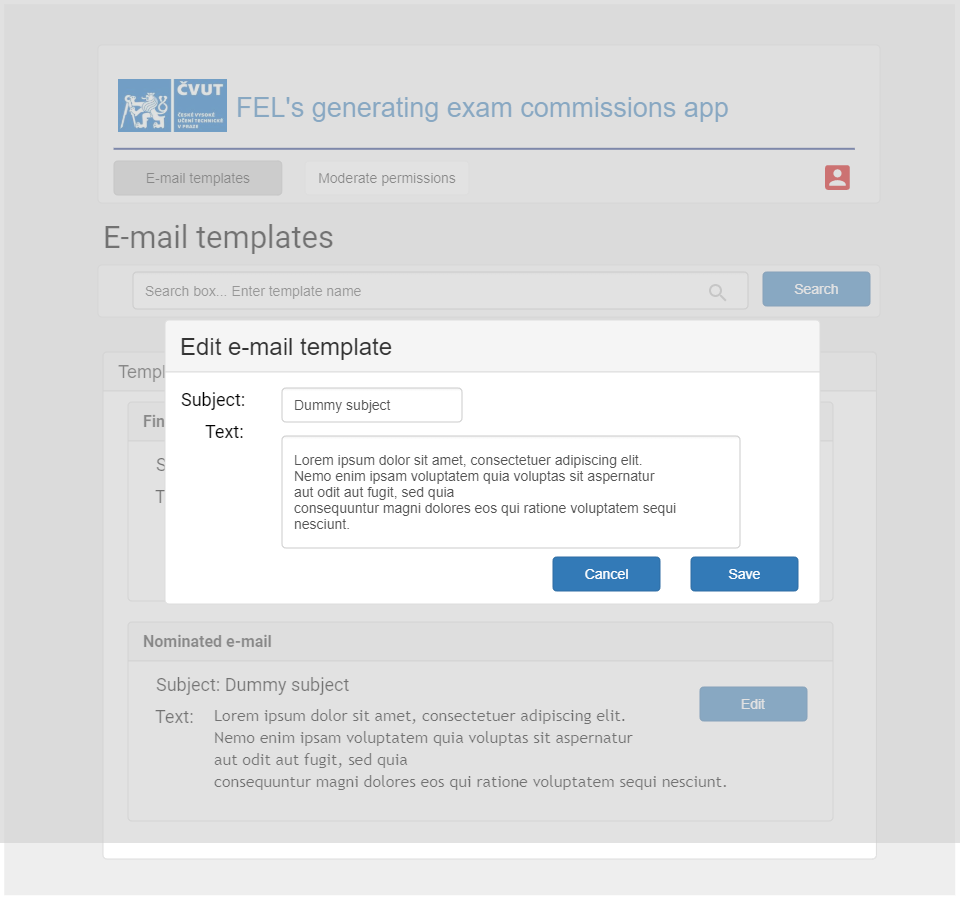 ČVUT
ČESKÉ VYSOKÉ
UČENÍ TECHNICKÉ
V PRAZE
FEL's generating exam commissions app
E-mail templates
Moderate permissions
E-mail templates
Search box... Enter template name
Search
Edit e-mail template
Templ
Subject:
Dummy subject
Fin
Text:
S
Lorem ipsum dolor sit amet, consectetuer adipiscing elit.
Nemo enim ipsam voluptatem quia voluptas sit aspernatur
T
aut odit aut fugit, sed quia
consequuntur magni dolores eos qui ratione voluptatem sequi
nesciunt.
Cancel
Save
Nominated e-mail
Subject: Dummy subject
Edit
Text:
Lorem ipsum dolor sit amet, consectetuer adipiscing elit.
Nemo enim ipsam voluptatem quia voluptas sit aspernatur
aut odit aut fugit, sed quia
consequuntur magni dolores eos qui ratione voluptatem sequi nesciunt.